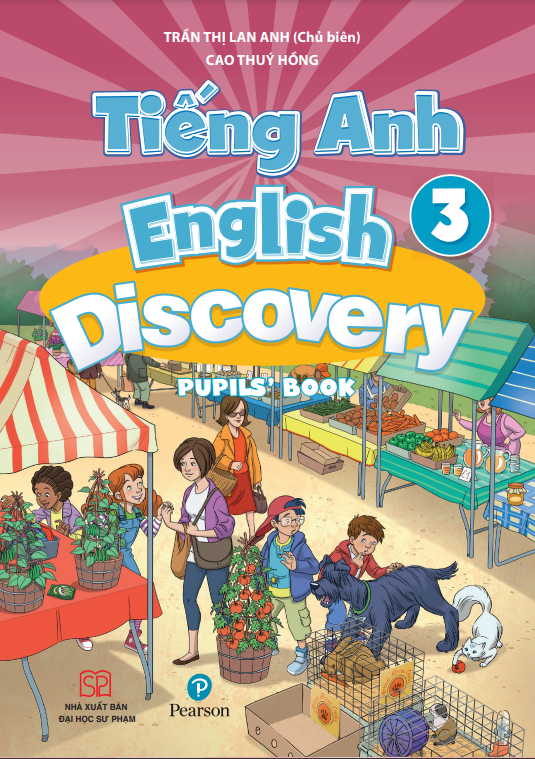 TRẦN THỊ LAN ANH (Chủ biên)
CAO THUÝ HỒNG
Tiếng Anh
English 3
Discovery
PUPILS' BOOK
SP
NHÀ XUẤT BẢN
ĐẠI HỌC SƯ PHẠM
P
Pearson